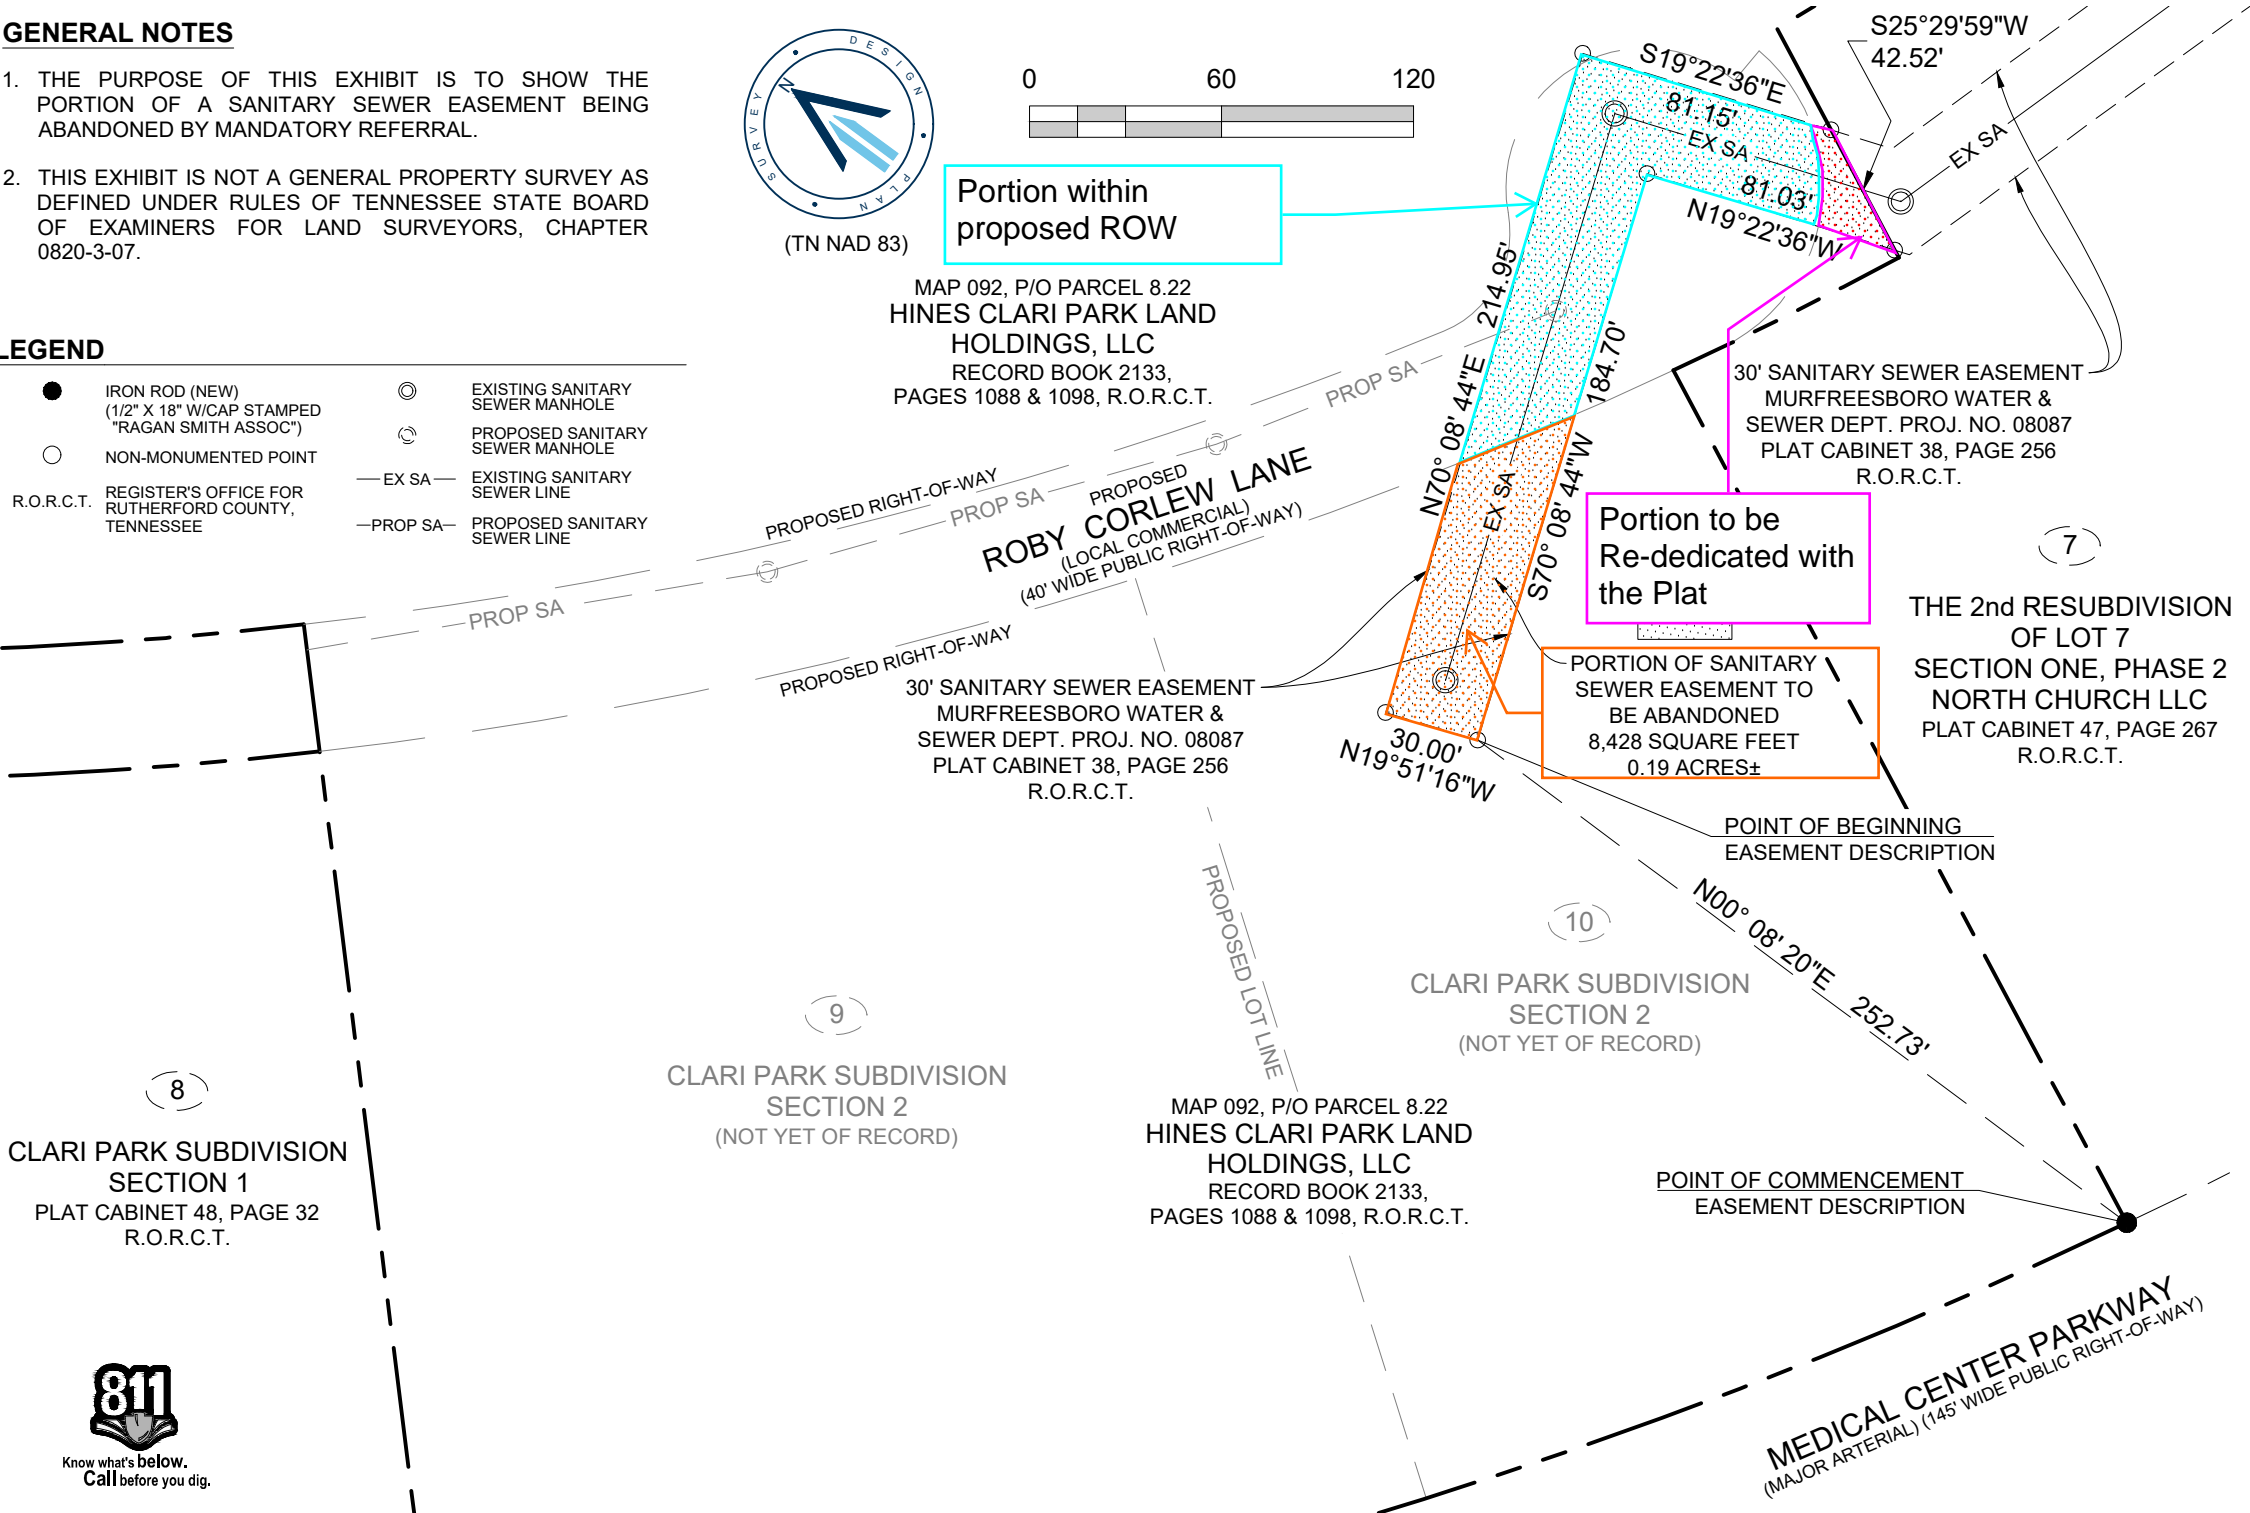 GENERAL NOTES
1. THE PURPOSE OF THIS EXHIBIT IS TO SHOW THE
PORTION OF A SANITARY SEWER EASEMENT BEING
ABANDONED BY MANDATORY REFERRAL.
2. THIS EXHIBIT IS NOT A GENERAL PROPERTY SURVEY AS
DEFINED UNDER RULES OF TENNESSEE STATE BOARD
OF EXAMINERS FOR LAND SURVEYORS, CHAPTER
0820-3-07.
LEGEND
IRON ROD (NEW)
(1/2" X 18" W/CAP STAMPED
"RAGAN SMITH ASSOC")
NON-MONUMENTED POINT
R.O.R.C.T.
REGISTER'S OFFICE FOR
RUTHERFORD COUNTY,
TENNESSEE
EXISTING SANITARY
SEWER MANHOLE
PROPOSED SANITARY
SEWER MANHOLE
EX SA
EXISTING SANITARY
SEWER LINE
PROP SA
PROPOSED SANITARY
SEWER LINE
SURVEY • DESIGN • PLAN •
N
(TN NAD 83)
0 60 120
Portion within
proposed ROW
MAP 092, P/O PARCEL 8.22
HINES CLARI PARK LAND
HOLDINGS, LLC
RECORD BOOK 2133,
PAGES 1088 & 1098, R.O.R.C.T.
S25°29'59"W
42.52'
S19°22'36"E
81.15'
EX SA
81.03'
N19°22'36"W
EX SA
214.95'
N70° 08' 44"E
184.70'
S70° 08' 44"W
EX SA
30' SANITARY SEWER EASEMENT
MURFREESBORO WATER &
SEWER DEPT. PROJ. NO. 08087
PLAT CABINET 38, PAGE 256
R.O.R.C.T.
Portion to be
Re-dedicated with
the Plat
7
THE 2nd RESUBDIVISION
OF LOT 7
SECTION ONE, PHASE 2
NORTH CHURCH LLC
PLAT CABINET 47, PAGE 267
R.O.R.C.T.
PROP SA
PROPOSED RIGHT-OF-WAY
PROP SA
PROPOSED
ROBY CORLEW LANE
(LOCAL COMMERCIAL)
(40' WIDE PUBLIC RIGHT-OF-WAY)
PROP SA
PROPOSED RIGHT-OF-WAY
30' SANITARY SEWER EASEMENT
MURFREESBORO WATER &
SEWER DEPT. PROJ. NO. 08087
PLAT CABINET 38, PAGE 256
R.O.R.C.T.
30.00'
N19°51'16"W
PORTION OF SANITARY
SEWER EASEMENT TO
BE ABANDONED
8,428 SQUARE FEET
0.19 ACRES±
POINT OF BEGINNING
EASEMENT DESCRIPTION
N00° 08' 20"E 252.73'
PROPOSED LOT LINE
10
CLARI PARK SUBDIVISION
SECTION 2
(NOT YET OF RECORD)
9
CLARI PARK SUBDIVISION
SECTION 2
(NOT YET OF RECORD)
8
CLARI PARK SUBDIVISION
SECTION 1
PLAT CABINET 48, PAGE 32
R.O.R.C.T.
MAP 092, P/O PARCEL 8.22
HINES CLARI PARK LAND
HOLDINGS, LLC
RECORD BOOK 2133,
PAGES 1088 & 1098, R.O.R.C.T.
POINT OF COMMENCEMENT
EASEMENT DESCRIPTION
MEDICAL CENTER PARKWAY
(MAJOR ARTERIAL) (145' WIDE PUBLIC RIGHT-OF-WAY)
811
Know what's below.
Call before you dig.